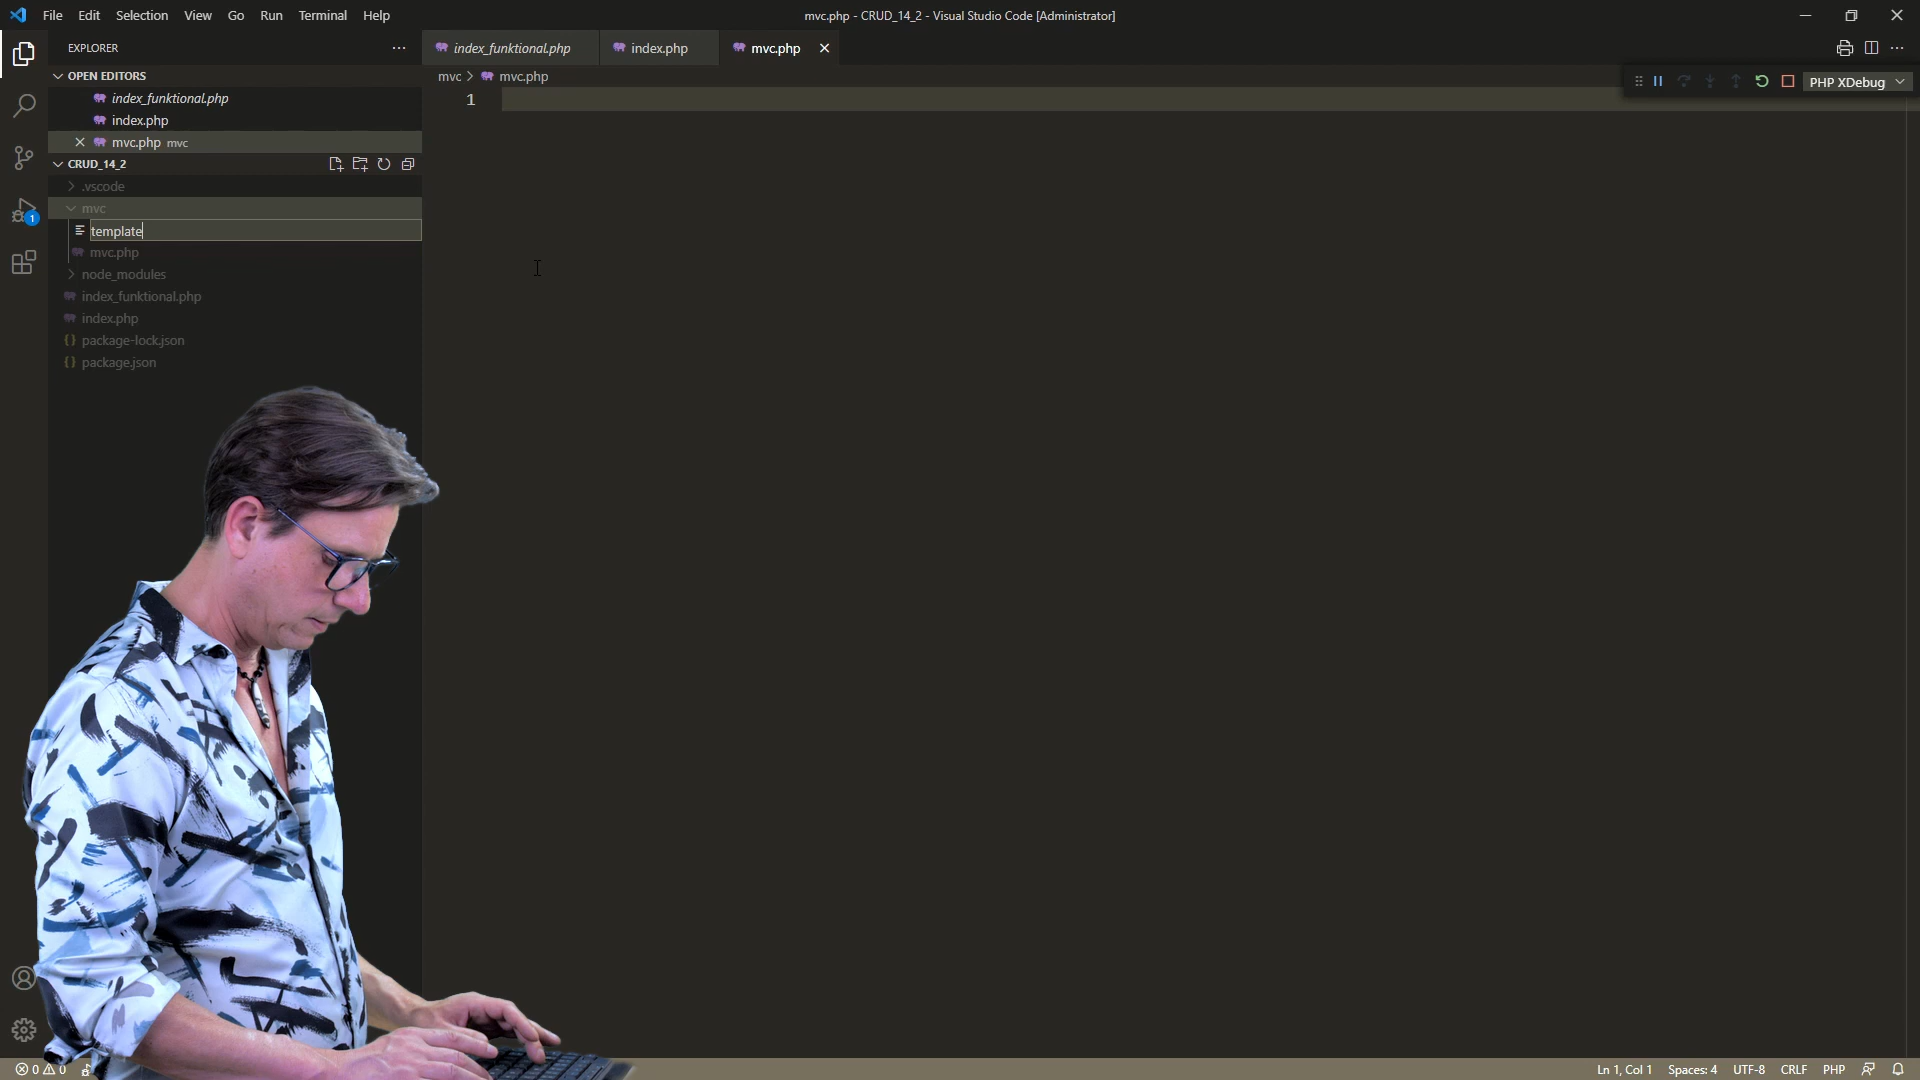 File Edit Selection View Go Run Terminal Help
mvc.php - CRUD_14_2 - Visual Studio Code [Administrator]
EXPLORER
index_funktional.php
index.php
mvc.php
OPEN EDITORS
index_funktional.php
index.php
mvc.php mvc
CRUD_14_2
.vscode
mvc
template
mvc.php
node_modules
index_funktional.php
index.php
package-lock.json
package.json
mvc > mvc.php
PHP XDebug
1
1
0 0
Ln 1, Col 1 Spaces: 4 UTF-8 CRLF PHP